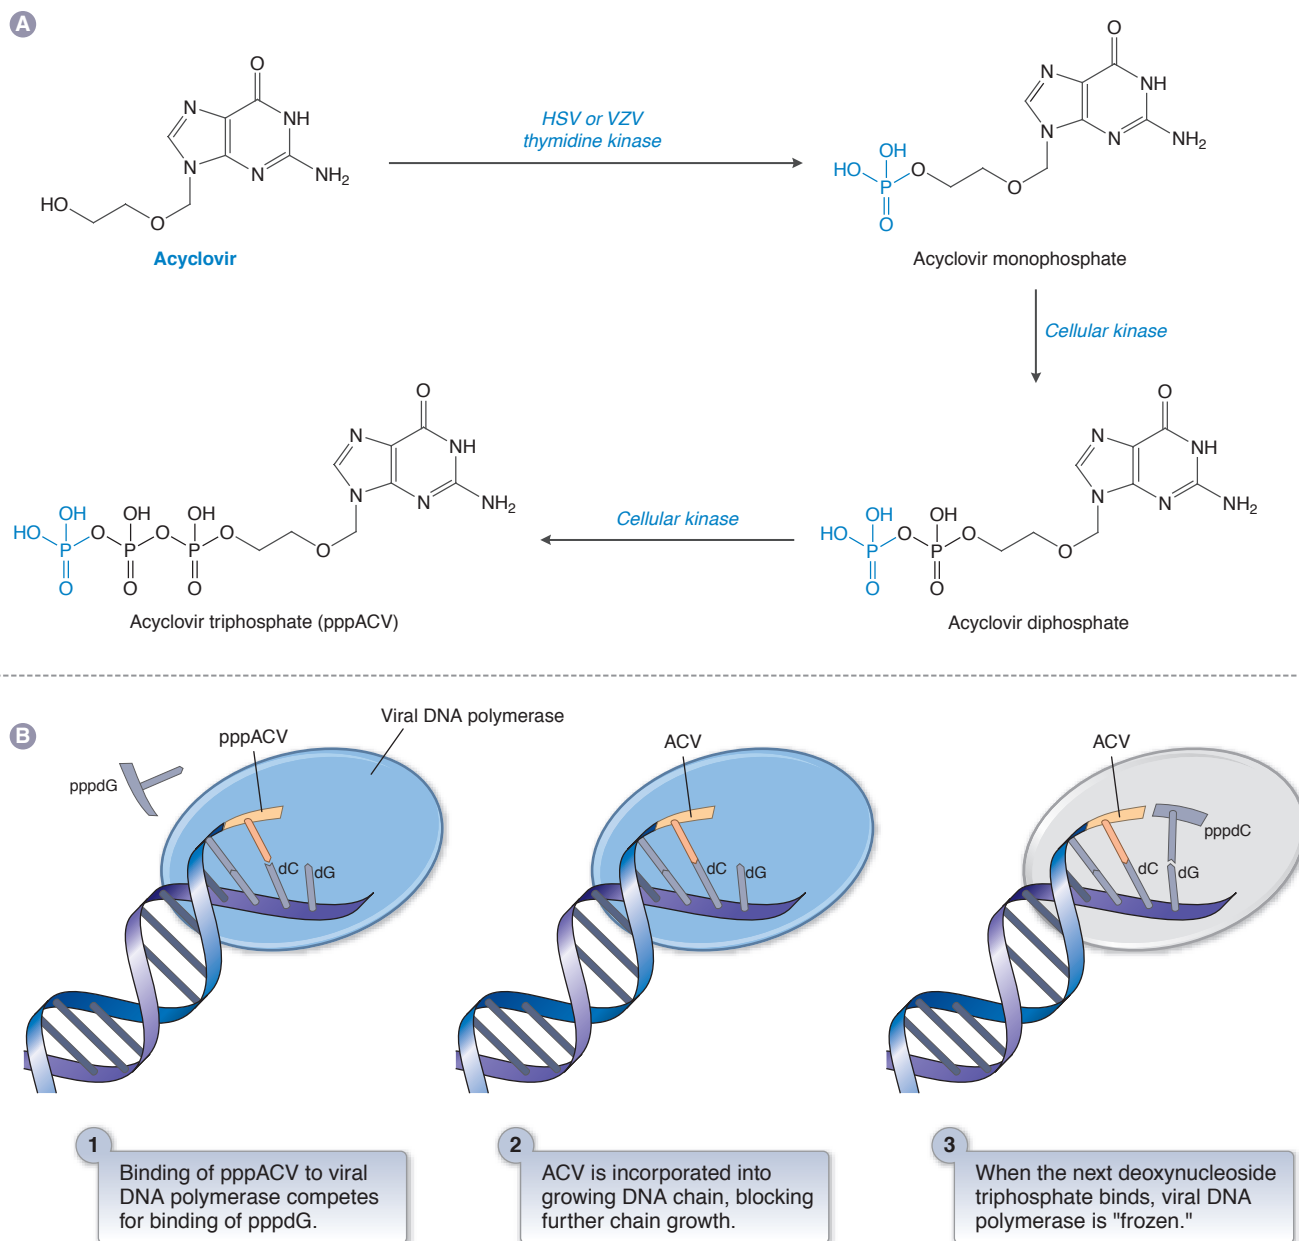 A
O
N
NH
N
N
NH2
HO
O
Acyclovir
HSV or VZV
thymidine kinase
O
N
NH
N
N
NH2
OH
HO
O
P
O
O
Acyclovir monophosphate
Cellular kinase
O
N
NH
N
N
NH2
OH
OH
HO
O
O
P
P
O
O
O
Acyclovir diphosphate
Cellular kinase
O
N
NH
N
N
NH2
OH
OH
OH
HO
O
O
O
P
P
P
O
O
O
O
Acyclovir triphosphate (pppACV)
B
Viral DNA polymerase
pppACV
pppdG
dC
dG
ACV
dC
dG
ACV
pppdC
dC
dG
1
Binding of pppACV to viral
DNA polymerase competes
for binding of pppdG.
2
ACV is incorporated into
growing DNA chain, blocking
further chain growth.
3
When the next deoxynucleoside
triphosphate binds, viral DNA
polymerase is "frozen."